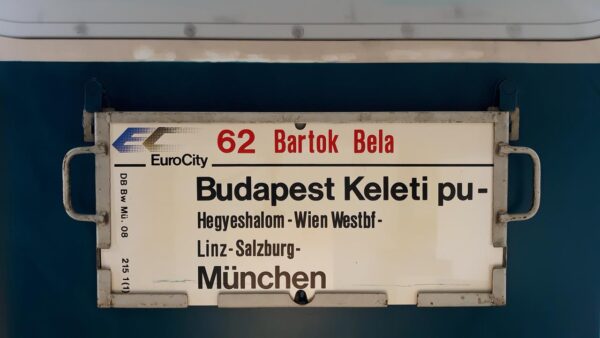 EC
EuroCity
62 Bartok Bela
Budapest Keleti pu-
Hegyeshalom - Wien Westbf-
Linz - Salzburg-
München
DB Bw Mü. 08 215 1(1)